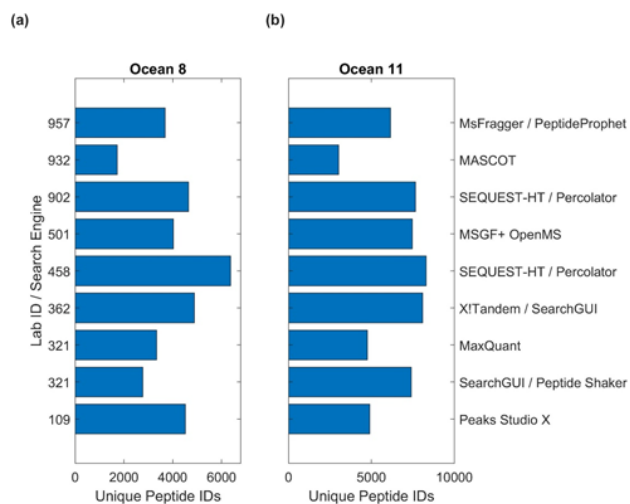 (a)
(b)
Ocean 8
Ocean 11
Lab ID / Search Engine
957
MsFragger / PeptideProphet
932
MASCOT
902
SEQUEST-HT / Percolator
501
MSGF+ OpenMS
458
SEQUEST-HT / Percolator
362
X!Tandem / SearchGUI
321
MaxQuant
321
SearchGUI / Peptide Shaker
109
Peaks Studio X
0 2000 4000 6000
0 5000 10000
Unique Peptide IDs
Unique Peptide IDs